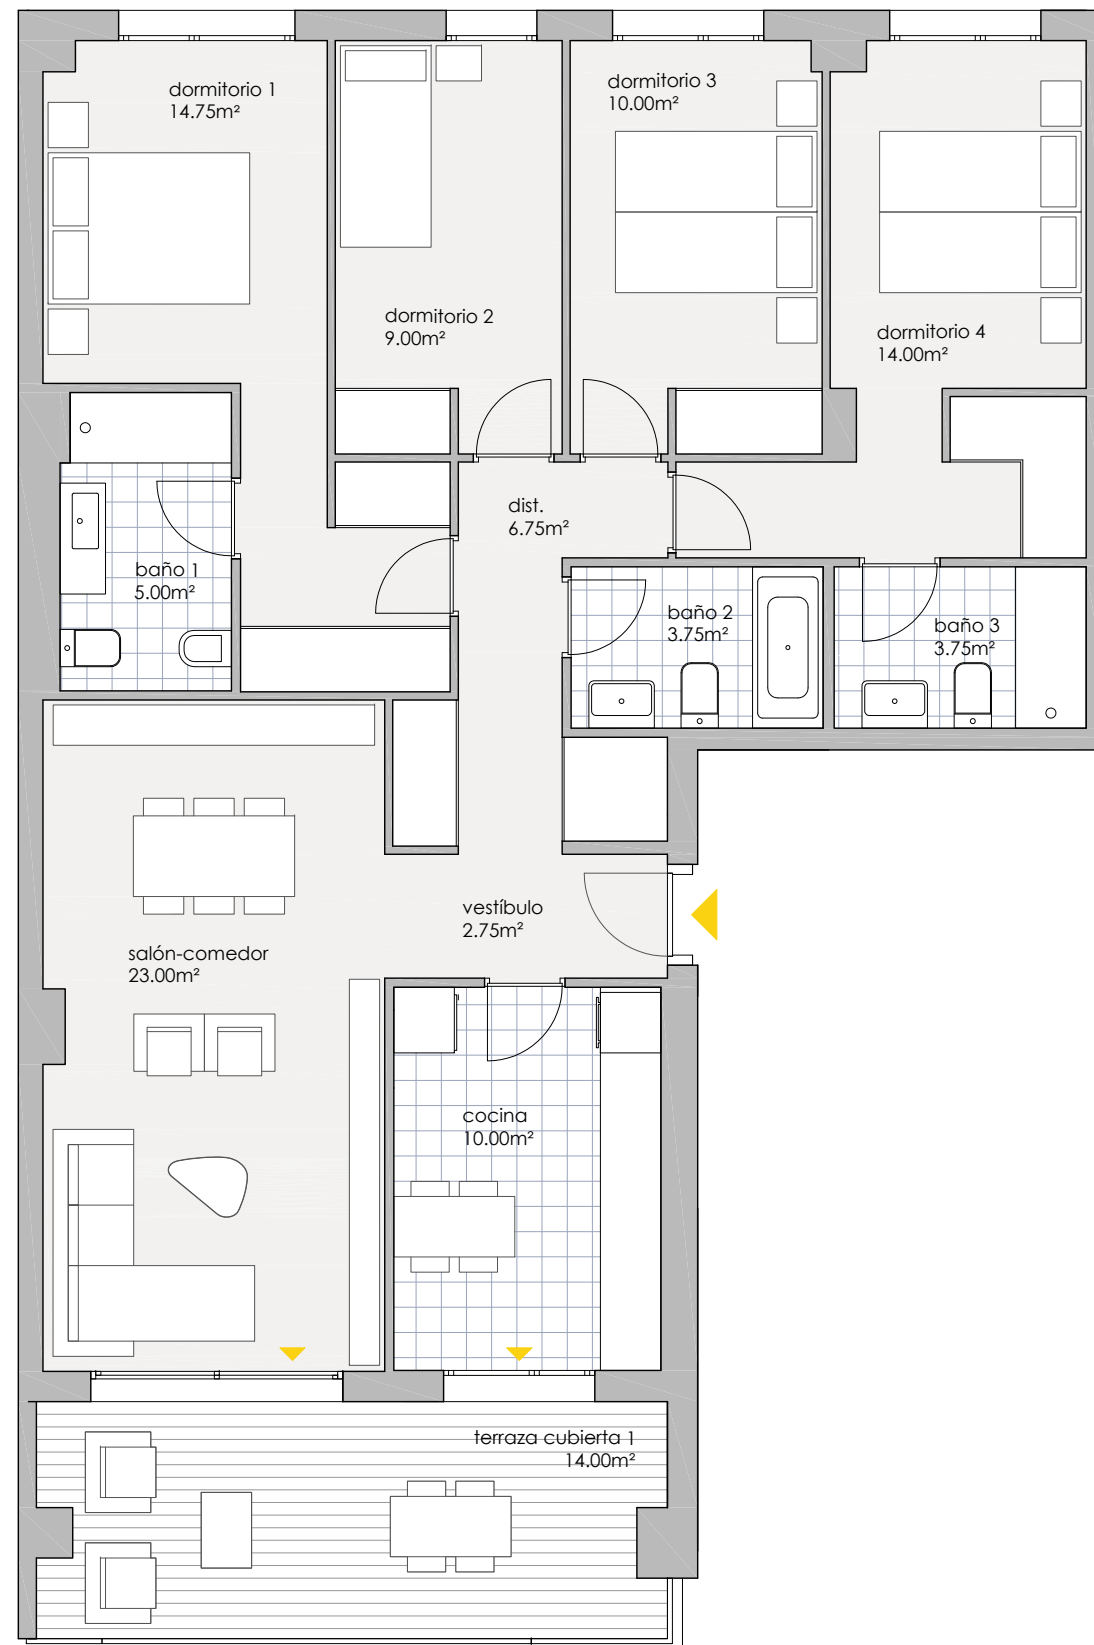 dormitorio 1
14.75m²
dormitorio 2
9.00m²
dormitorio 3
10.00m²
dormitorio 4
14.00m²
dist.
6.75m²
baño 1
5.00m²
baño 2
3.75m²
baño 3
3.75m²
vestíbulo
2.75m²
salón-comedor
23.00m²
cocina
10.00m²
terraza cubierta 1
14.00m²